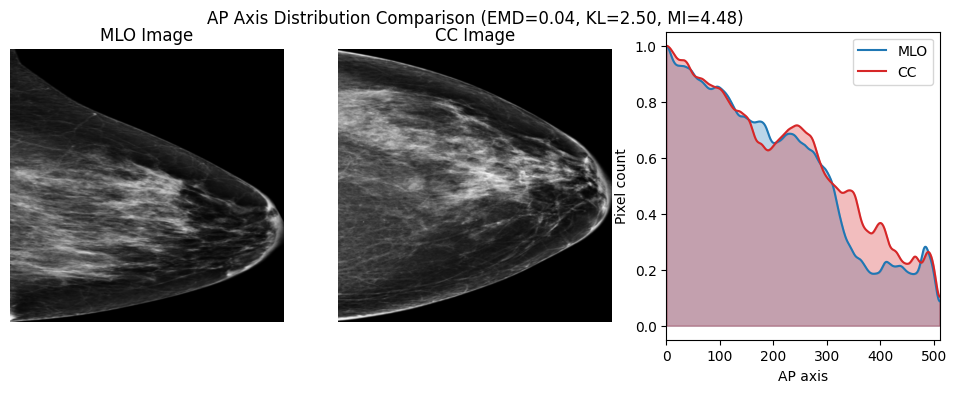 AP Axis Distribution Comparison (EMD=0.04, KL=2.50, MI=4.48)
MLO Image
CC Image
MLO
CC
Pixel count
1.0
0.8
0.6
0.4
0.2
0.0
0 100 200 300 400 500
AP axis